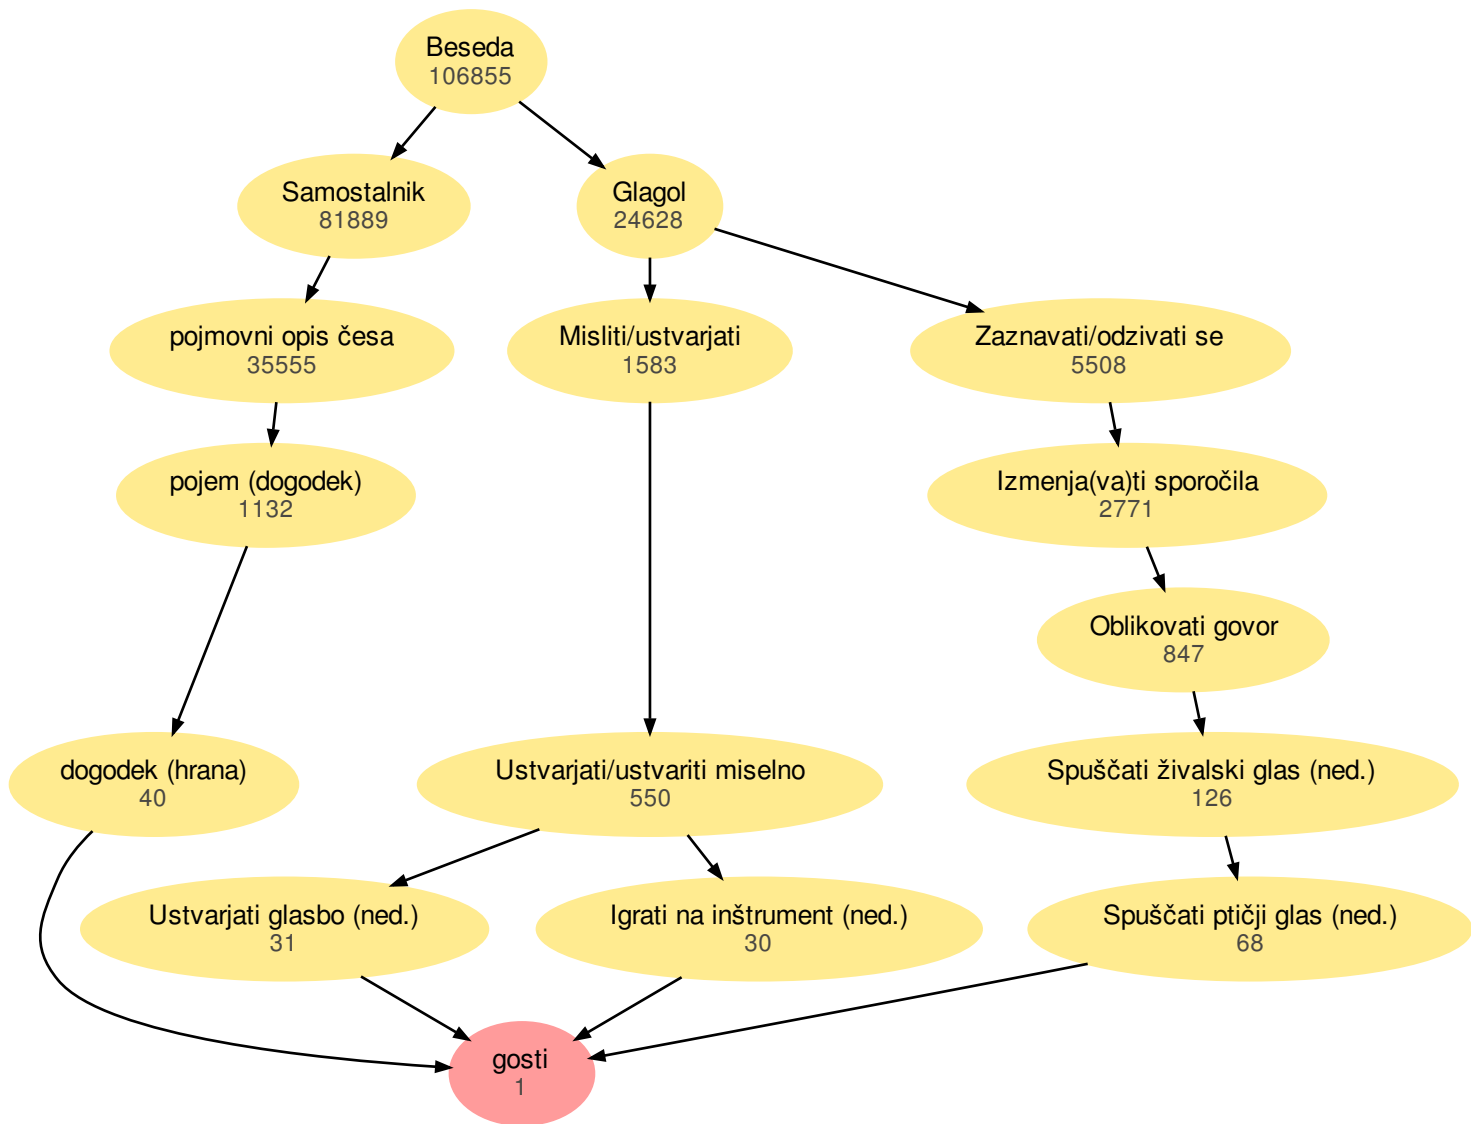 Beseda
106855
Samostalnik
81889
Glagol
24628
pojmovni opis česa
35555
Misliti/ustvarjati
1583
Zaznavati/odzivati se
5508
pojem (dogodek)
1132
Izmenja(va)ti sporočila
2771
Oblikovati govor
847
dogodek (hrana)
40
Ustvarjati/ustvariti miselno
550
Spuščati živalski glas (ned.)
126
Ustvarjati glasbo (ned.)
31
Igrati na inštrument (ned.)
30
Spuščati ptičji glas (ned.)
68
gosti
1